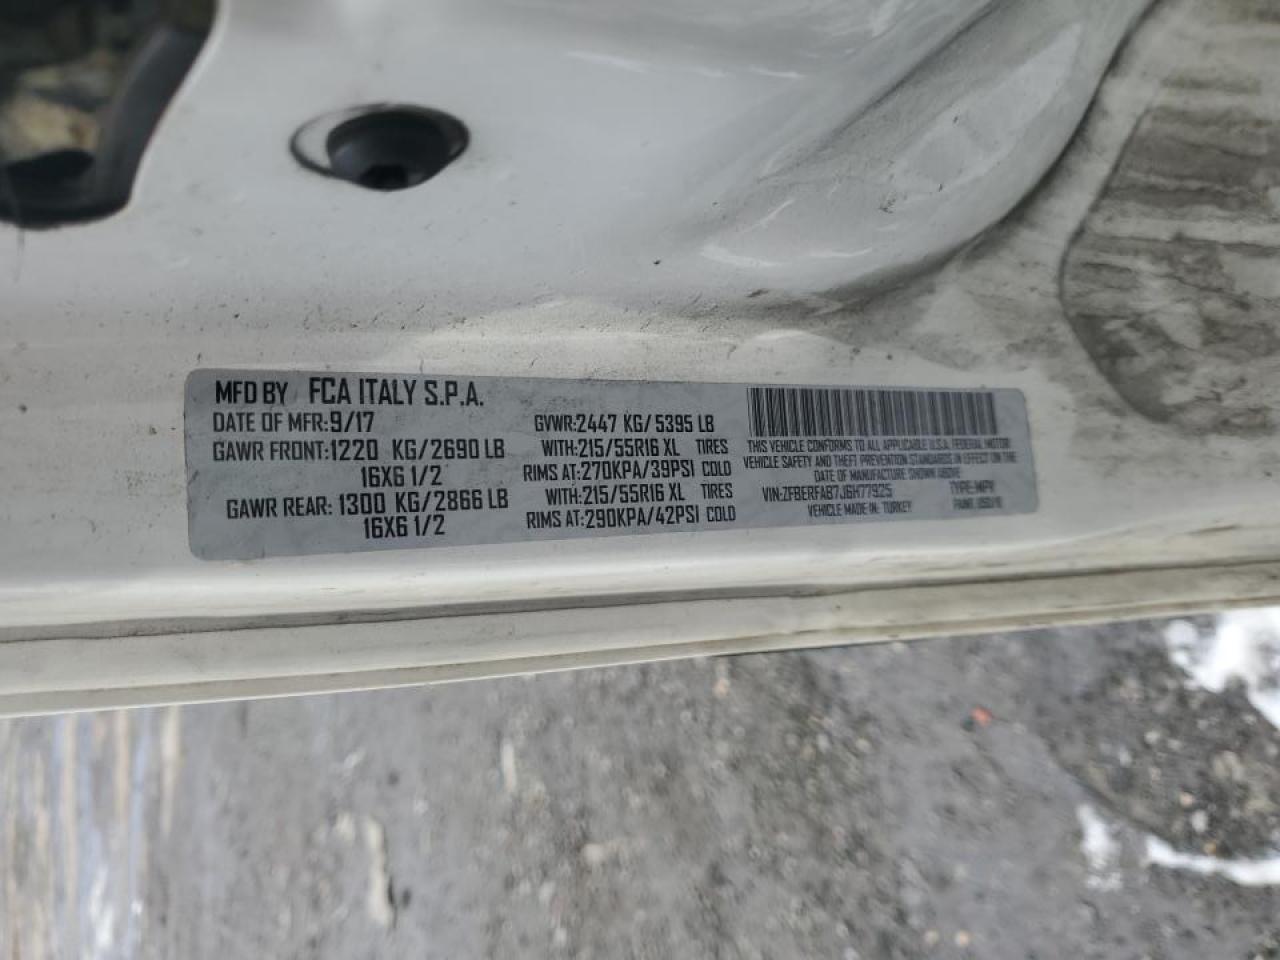 MFD BY FCA ITALY S.P.A.
DATE OF MFR:9/17 GVWR:2447 KG/ 5395 LB
GAWR FRONT:1220 KG/2690 LB WITH:215/55R16 XL TIRES
16X6 1/2 RIMS AT:270KPA/39PSI COLD
GAWR REAR: 1300 KG/2866 LB WITH:215/55R16 XL TIRES
16X6 1/2 RIMS AT:290KPA/42PSI COLD
THIS VEHICLE CONFORMS TO ALL APPLICABLE U.S.A. FEDERAL MOTOR
VEHICLE SAFETY AND THEFT PREVENTION STANDARDS IN EFFECT ON THE
DATE OF MANUFACTURE SHOWN ABOVE
VIN:ZFBERFAB7J6H77925 TYPE:MPV
VEHICLE MADE IN: TURKEY PAINT: